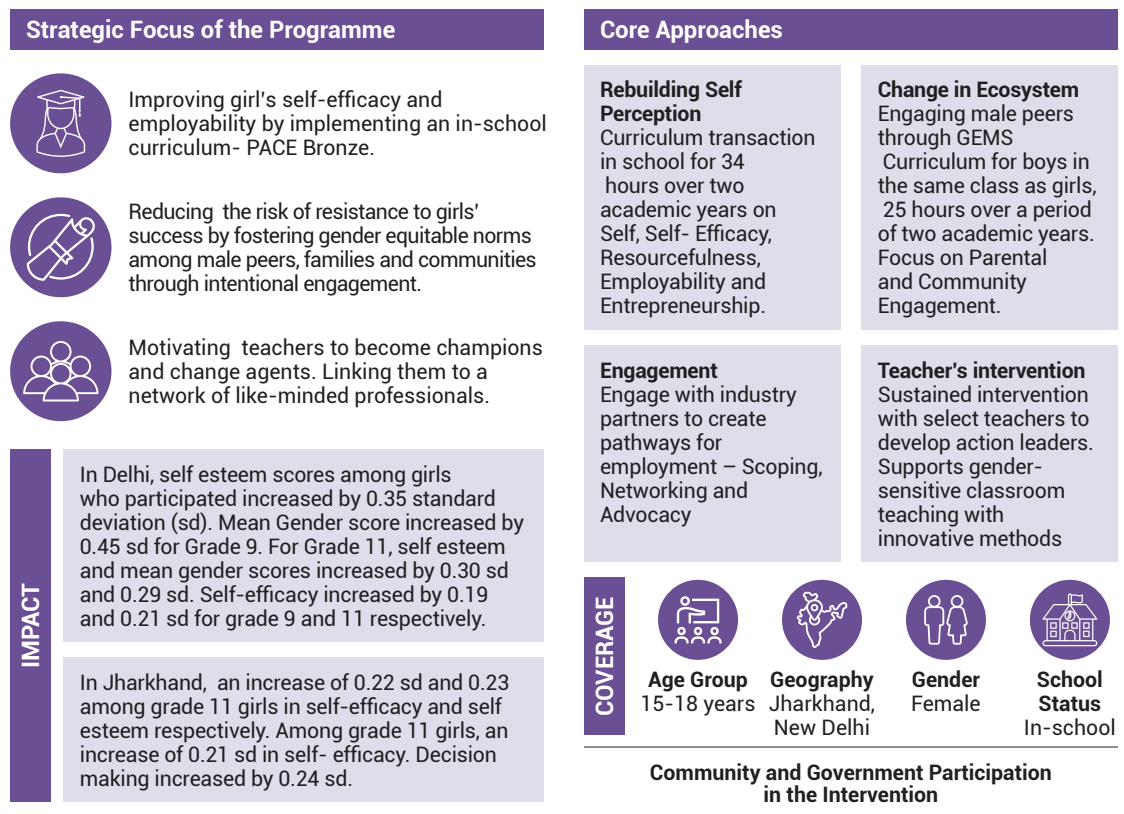 Strategic Focus of the Programme
Improving girl's self-efficacy and
employability by implementing an in-school
curriculum- PACE Bronze.
Reducing the risk of resistance to girls'
success by fostering gender equitable norms
among male peers, families and communities
through intentional engagement.
Motivating teachers to become champions
and change agents. Linking them to a
network of like-minded professionals.
IMPACT
In Delhi, self esteem scores among girls
who participated increased by 0.35 standard
deviation (sd). Mean Gender score increased by
0.45 sd for Grade 9. For Grade 11, self esteem
and mean gender scores increased by 0.30 sd
and 0.29 sd. Self-efficacy increased by 0.19
and 0.21 sd for grade 9 and 11 respectively.
In Jharkhand, an increase of 0.22 sd and 0.23
among grade 11 girls in self-efficacy and self
esteem respectively. Among grade 11 girls, an
increase of 0.21 sd in self- efficacy. Decision
making increased by 0.24 sd.
Core Approaches
Rebuilding Self
Perception
Curriculum transaction
in school for 34
hours over two
academic years on
Self, Self- Efficacy,
Resourcefulness,
Employability and
Entrepreneurship.
Change in Ecosystem
Engaging male peers
through GEMS
Curriculum for boys in
the same class as girls,
25 hours over a period
of two academic years.
Focus on Parental
and Community
Engagement.
Engagement
Engage with industry
partners to create
pathways for
employment – Scoping,
Networking and
Advocacy
Teacher's intervention
Sustained intervention
with select teachers to
develop action leaders.
Supports gender-
sensitive classroom
teaching with
innovative methods
COVERAGE
Age Group
15-18 years
Geography
Jharkhand,
New Delhi
Gender
Female
School
Status
In-school
Community and Government Participation
in the Intervention